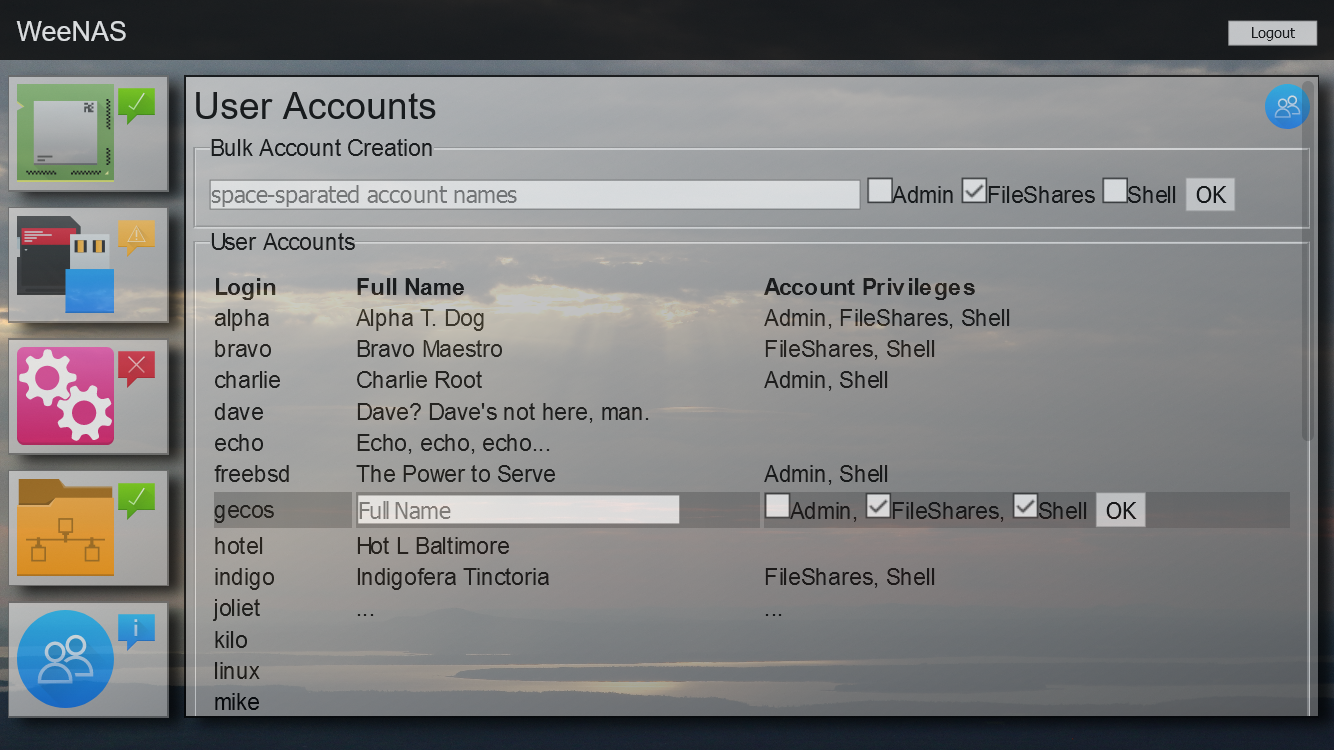 WeeNAS
Logout
User Accounts
Bulk Account Creation
space-sparated account names Admin FileShares Shell OK
User Accounts
Login Full Name Account Privileges
alpha Alpha T. Dog Admin, FileShares, Shell
bravo Bravo Maestro FileShares, Shell
charlie Charlie Root Admin, Shell
dave Dave? Dave's not here, man.
echo Echo, echo, echo...
freebsd The Power to Serve Admin, Shell
gecos Full Name Admin, FileShares, Shell OK
hotel Hot L Baltimore
indigo Indigofera Tinctoria FileShares, Shell
joliet ... ...
kilo
linux
mike